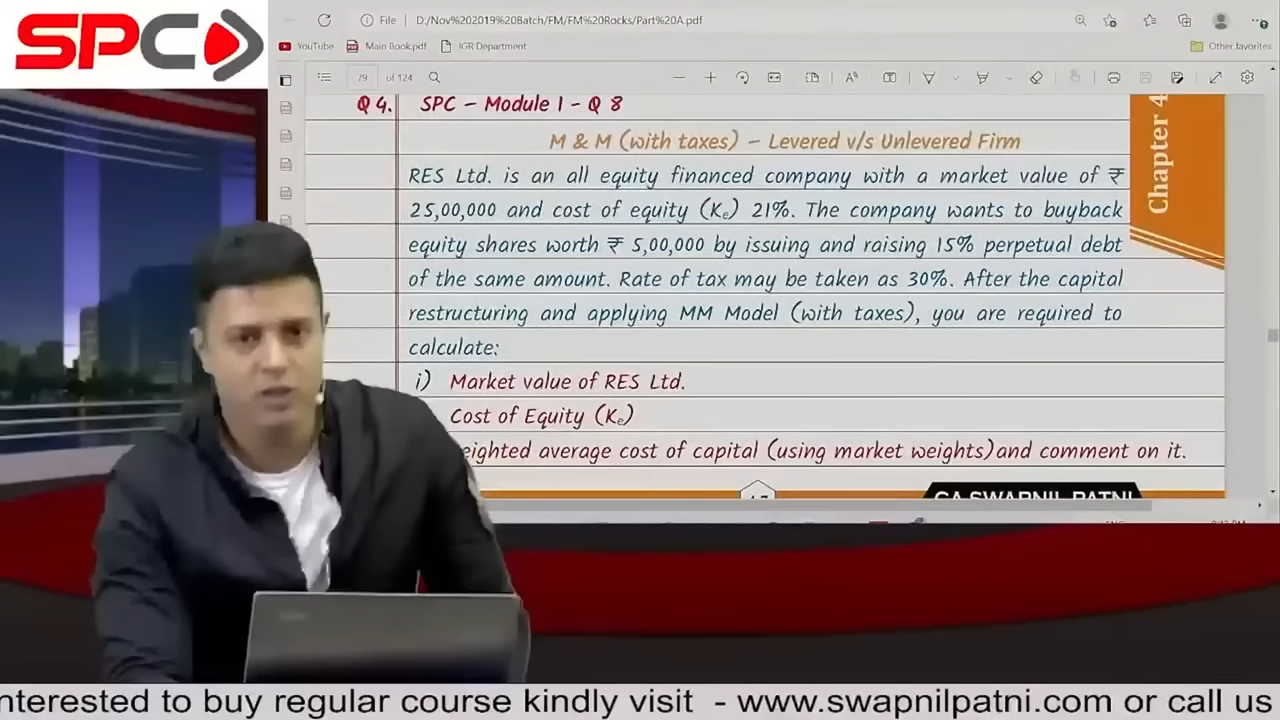 SPC
File D:/Nov%202019%20Batch/FM/FM%20Rocks/Part%20A.pdf
YouTube Main Book.pdf IGR Department Other favorites
79 of 124
Q 4. SPC – Module 1 - Q 8
M & M (with taxes) – Levered v/s Unlevered Firm
RES Ltd. is an all equity financed company with a market value of ₹
25,00,000 and cost of equity (Kₑ) 21%. The company wants to buyback
equity shares worth ₹ 5,00,000 by issuing and raising 15% perpetual debt
of the same amount. Rate of tax may be taken as 30%. After the capital
restructuring and applying MM Model (with taxes), you are required to
calculate:
i) Market value of RES Ltd.
Cost of Equity (Kₑ)
eighted average cost of capital (using market weights)and comment on it.
Chapter 4
CA SWAPNIL PATNI
nterested to buy regular course kindly visit - www.swapnilpatni.com or call us